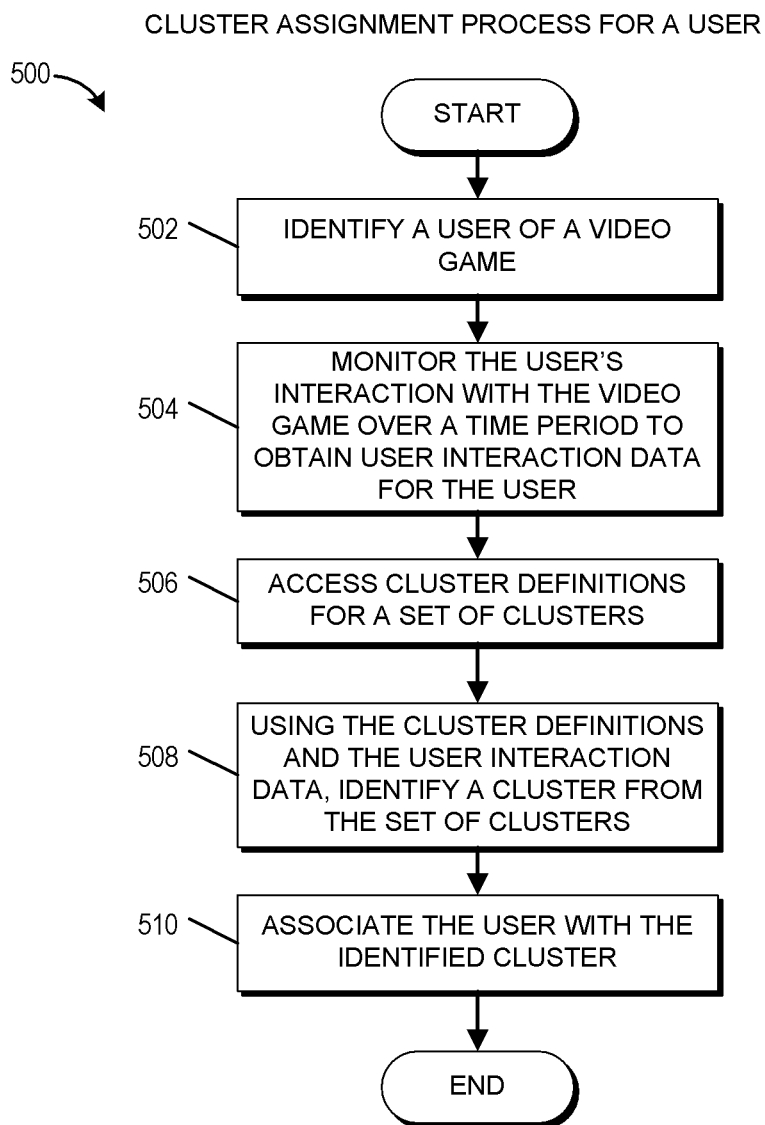 CLUSTER ASSIGNMENT PROCESS FOR A USER
500
START
502
IDENTIFY A USER OF A VIDEO
GAME
504
MONITOR THE USER'S
INTERACTION WITH THE VIDEO
GAME OVER A TIME PERIOD TO
OBTAIN USER INTERACTION DATA
FOR THE USER
506
ACCESS CLUSTER DEFINITIONS
FOR A SET OF CLUSTERS
508
USING THE CLUSTER DEFINITIONS
AND THE USER INTERACTION
DATA, IDENTIFY A CLUSTER FROM
THE SET OF CLUSTERS
510
ASSOCIATE THE USER WITH THE
IDENTIFIED CLUSTER
END